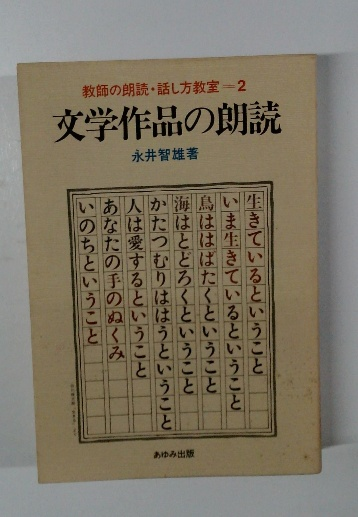 教師の朗読・話し方教室=2
文学作品の朗読
永井智雄著
生きているということ
いま生きているということ
鳥ははばたくということ
海はとどろくということ
かたつむりははうということ
人は愛するということ
あなたの手のぬくみ
いのちということ
あゆみ出版